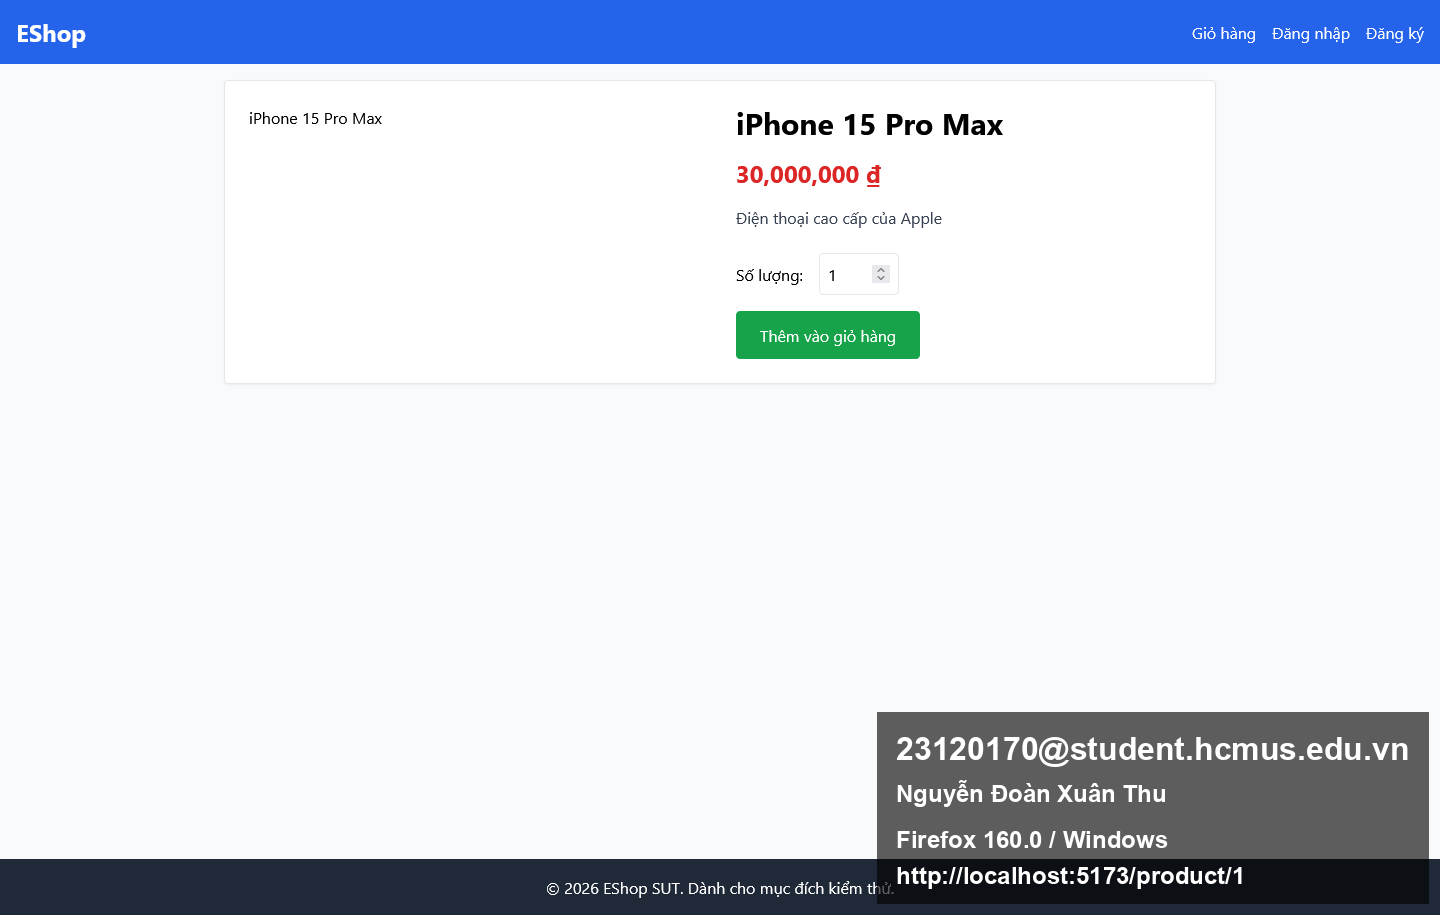 EShop
Giỏ hàng Đăng nhập Đăng ký
iPhone 15 Pro Max
iPhone 15 Pro Max
30,000,000 ₫
Điện thoại cao cấp của Apple
Số lượng: 1
Thêm vào giỏ hàng
© 2026 EShop SUT. Dành cho mục đích kiểm thử.
23120170@student.hcmus.edu.vn
Nguyễn Đoàn Xuân Thu
Firefox 160.0 / Windows
http://localhost:5173/product/1